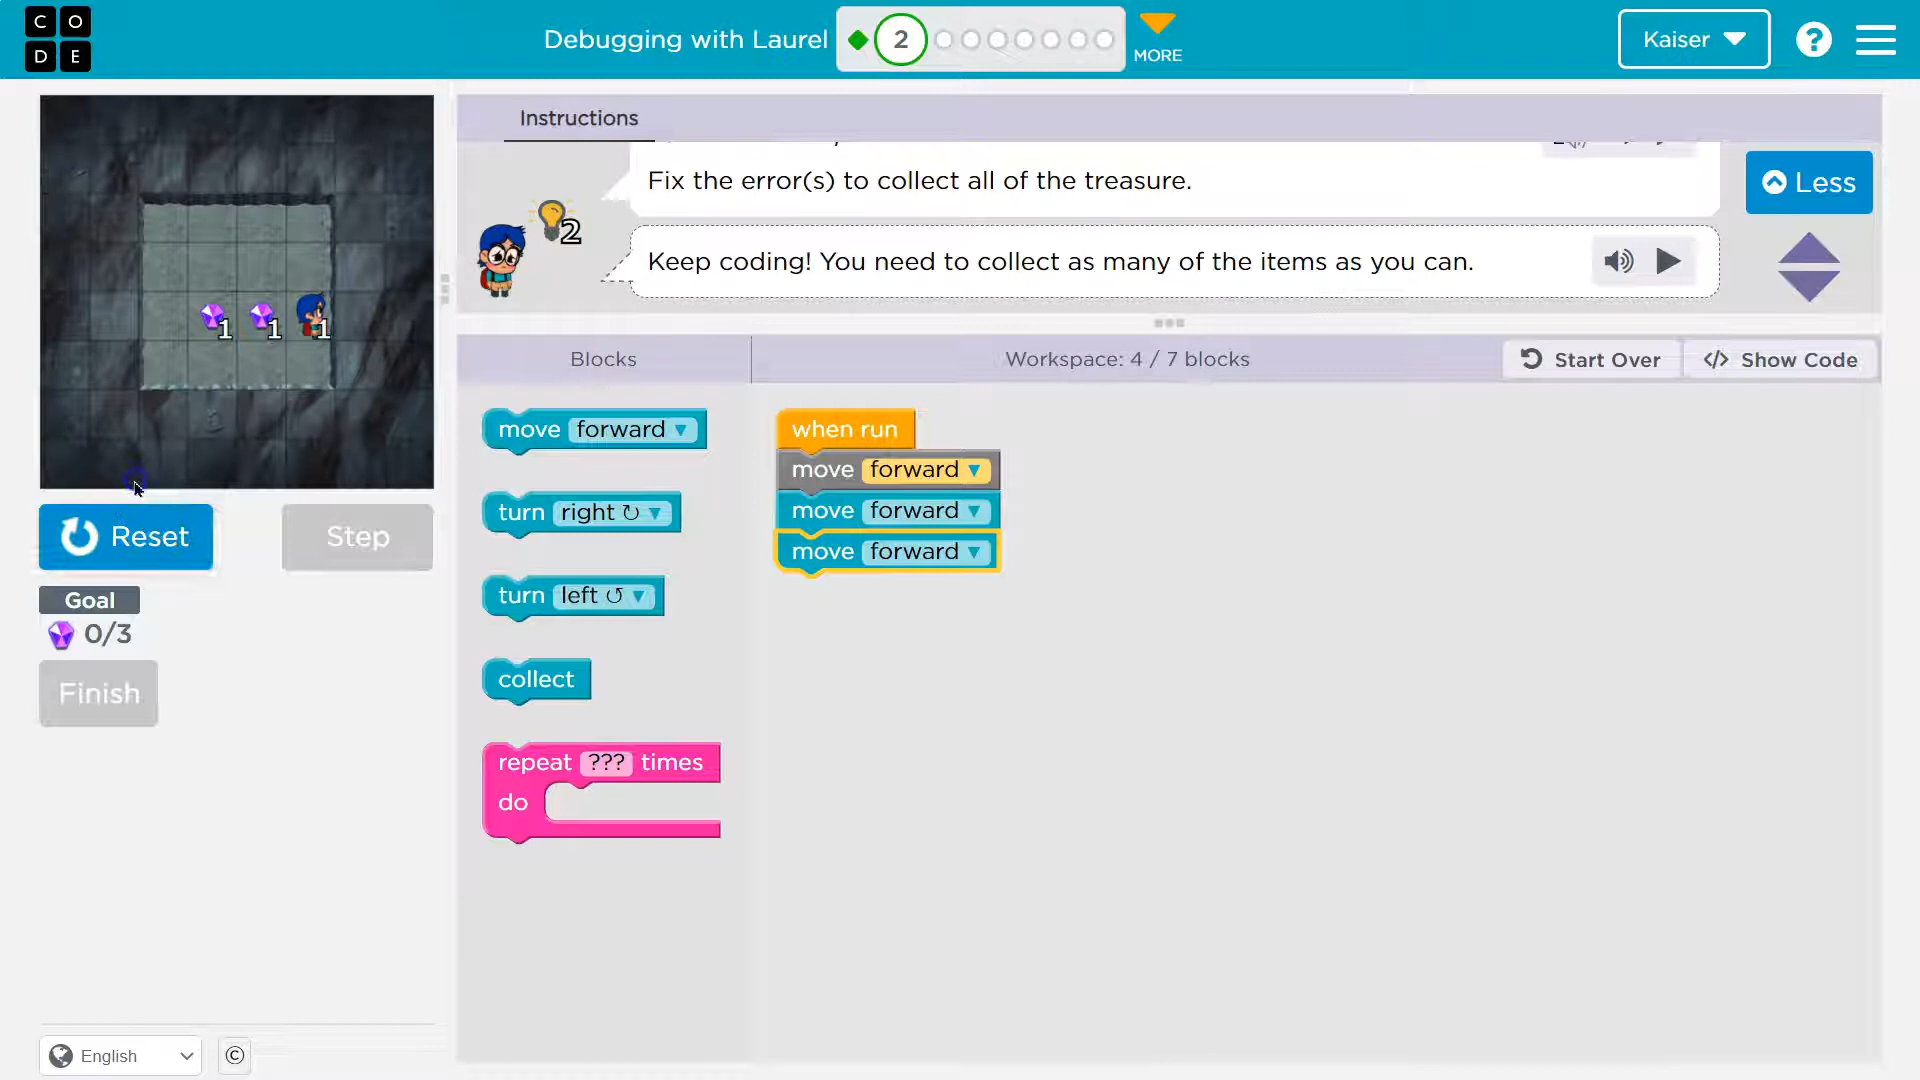 C O
D E
Debugging with Laurel
2
MORE
Kaiser
?
Instructions
Fix the error(s) to collect all of the treasure.
2
Keep coding! You need to collect as many of the items as you can.
Less
1 1 1
Blocks
Workspace: 4 / 7 blocks
Start Over
</> Show Code
move forward
turn right ↻
turn left ↺
collect
repeat ??? times
do
when run
move forward
move forward
move forward
Reset
Step
Goal
0/3
Finish
English
©